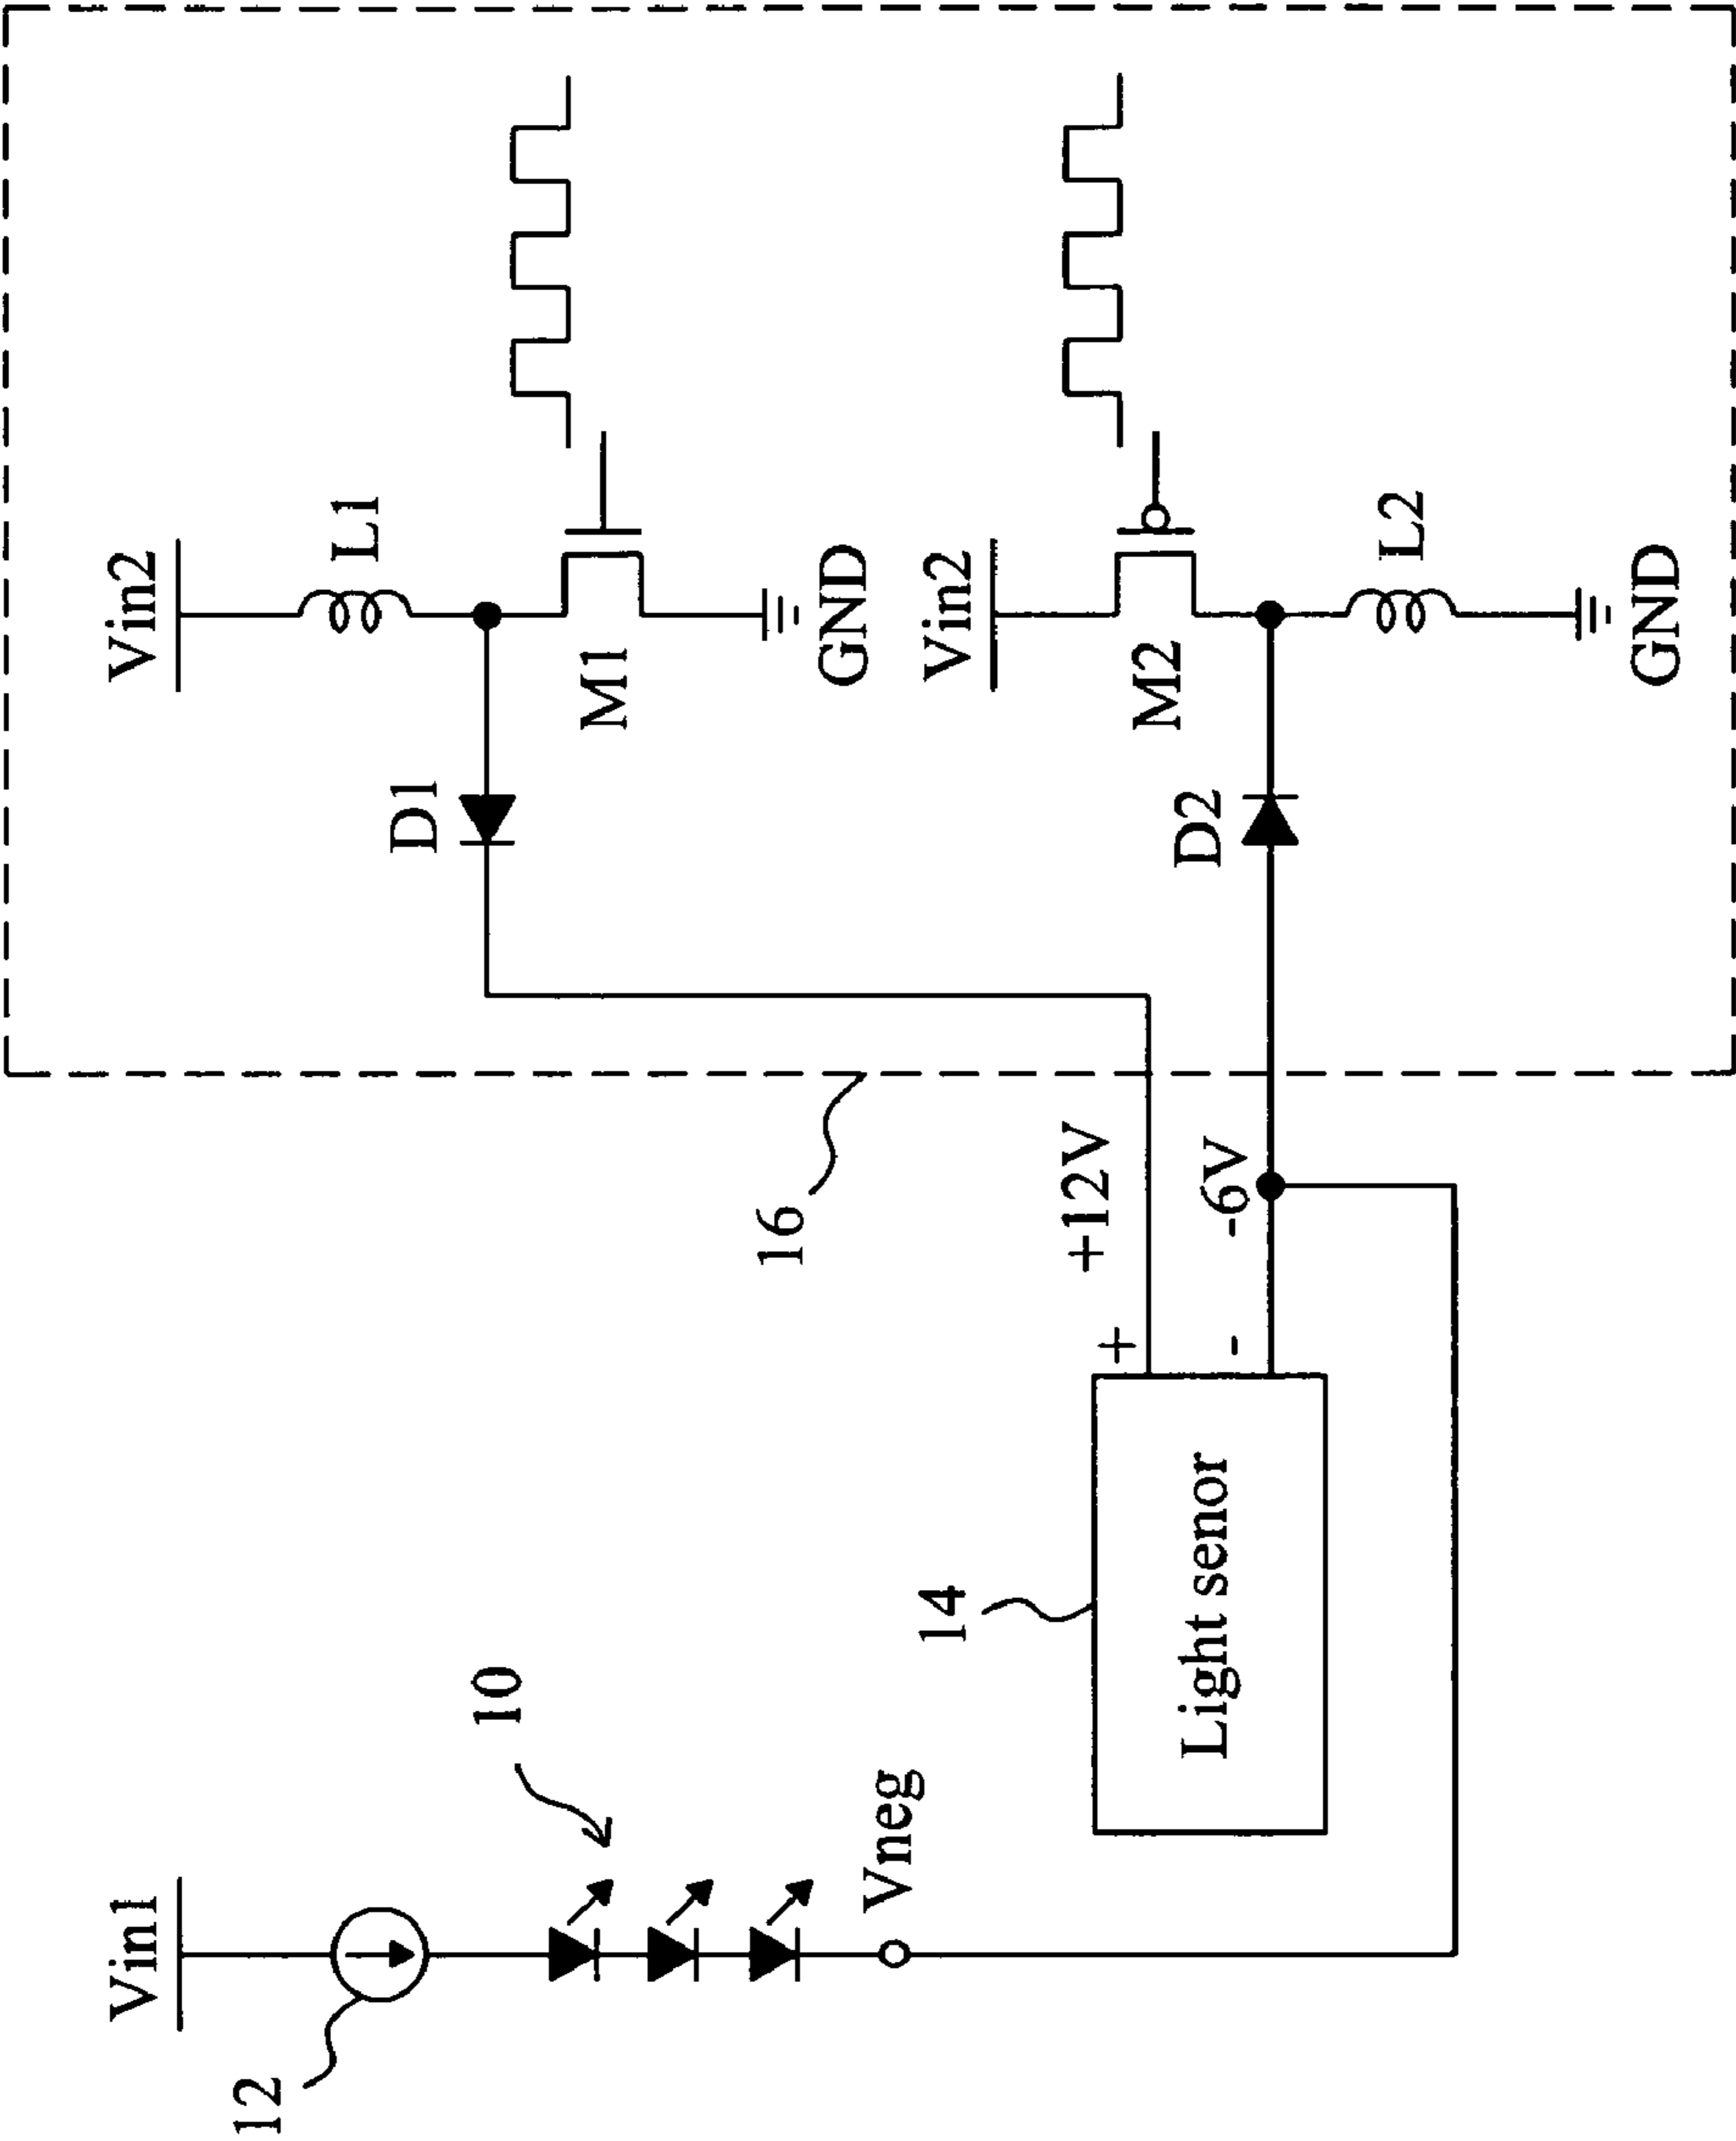 Vin1
Vin2
12
L1
D1
10
M1
16
GND
Vneg
14
Vin2
+12V
+
M2
D2
Light senor
-
-6V
L2
GND